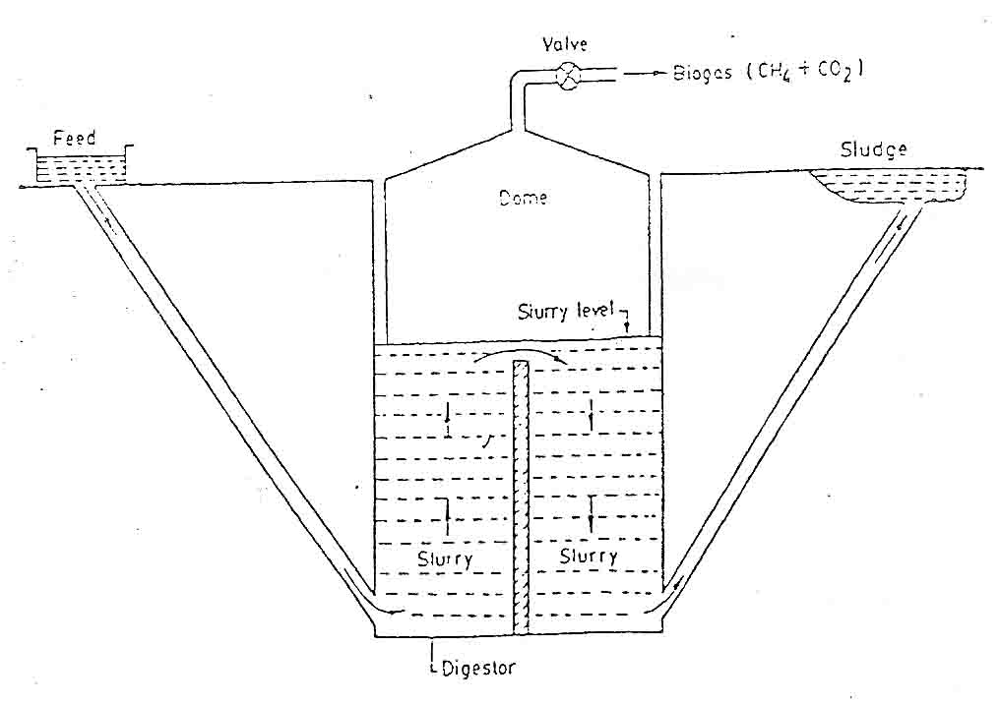 Valve
Biogas (CH4 + CO2)
Feed
Sludge
Dome
Slurry level
Slurry
Slurry
Digestor